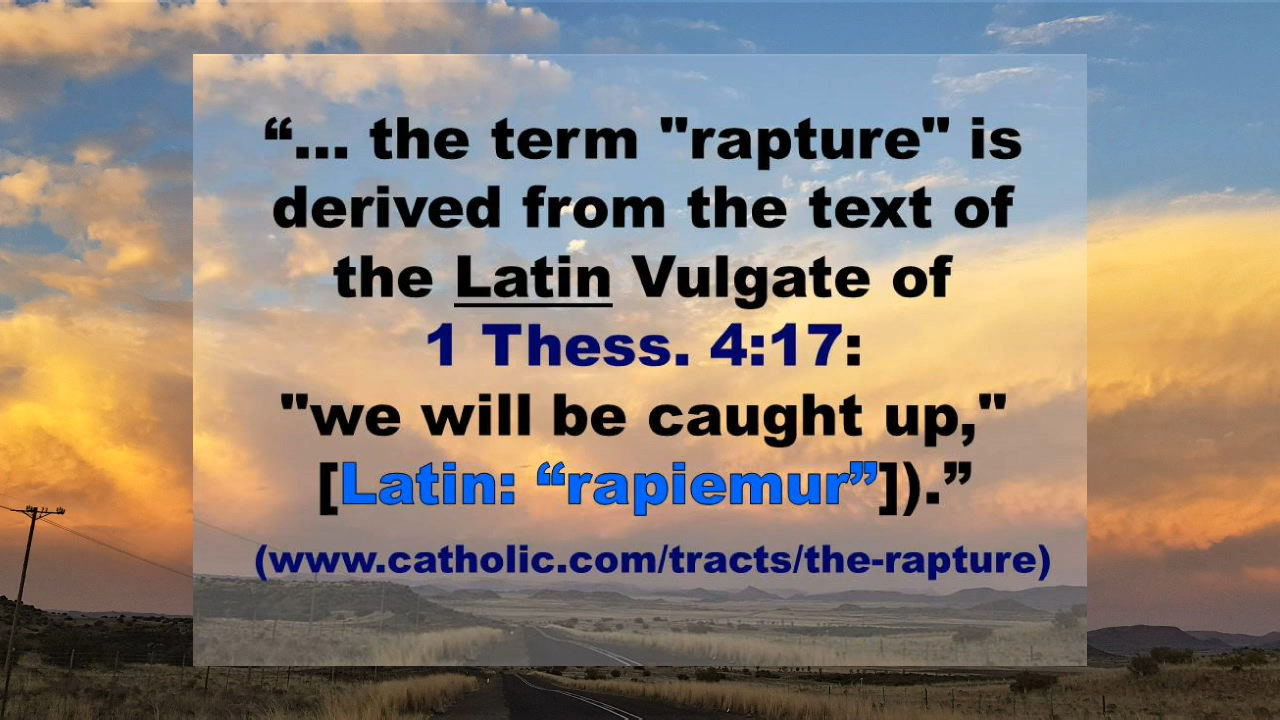 “... the term "rapture" is
derived from the text of
the Latin Vulgate of
1 Thess. 4:17:
"we will be caught up,"
[Latin: “rapiemur”]).”
(www.catholic.com/tracts/the-rapture)